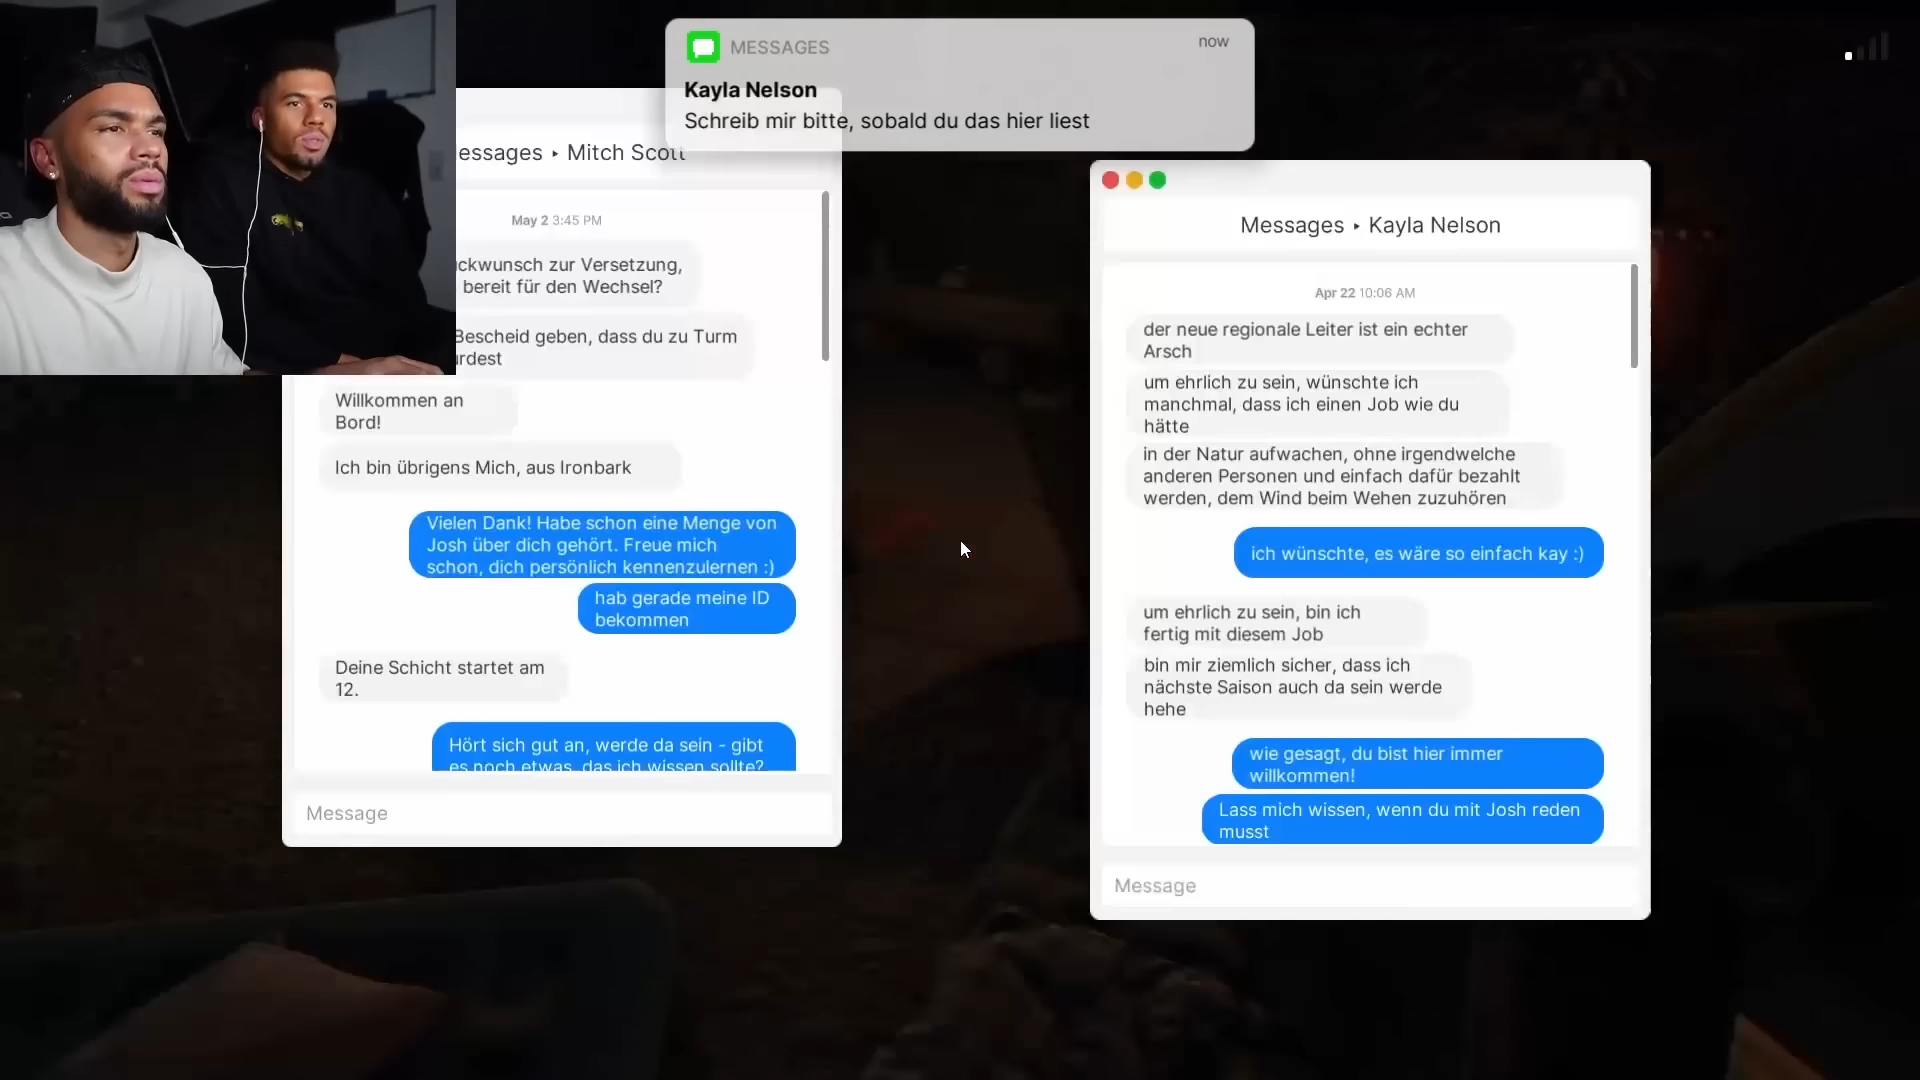 MESSAGES
now
Kayla Nelson
Schreib mir bitte, sobald du das hier liest
Mitch Scott
May 2 3:45 PM
zur Versetzung,
bereit für den Wechsel?
Bescheid geben, dass du zu Turm
Willkommen an
Bord!
Ich bin übrigens Mich, aus Ironbark
Vielen Dank! Habe schon eine Menge von
Josh über dich gehört. Freue mich
schon, dich persönlich kennenzulernen :)
hab gerade meine ID
bekommen
Deine Schicht startet am
12.
Hört sich gut an, werde da sein - gibt
es noch etwas, das ich wissen sollte?
Message
Messages ▸ Kayla Nelson
Apr 22 10:06 AM
der neue regionale Leiter ist ein echter
Arsch
um ehrlich zu sein, wünschte ich
manchmal, dass ich einen Job wie du
hätte
in der Natur aufwachen, ohne irgendwelche
anderen Personen und einfach dafür bezahlt
werden, dem Wind beim Wehen zuzuhören
ich wünschte, es wäre so einfach kay :)
um ehrlich zu sein, bin ich
fertig mit diesem Job
bin mir ziemlich sicher, dass ich
nächste Saison auch da sein werde
hehe
wie gesagt, du bist hier immer
willkommen!
Lass mich wissen, wenn du mit Josh reden
musst
Message